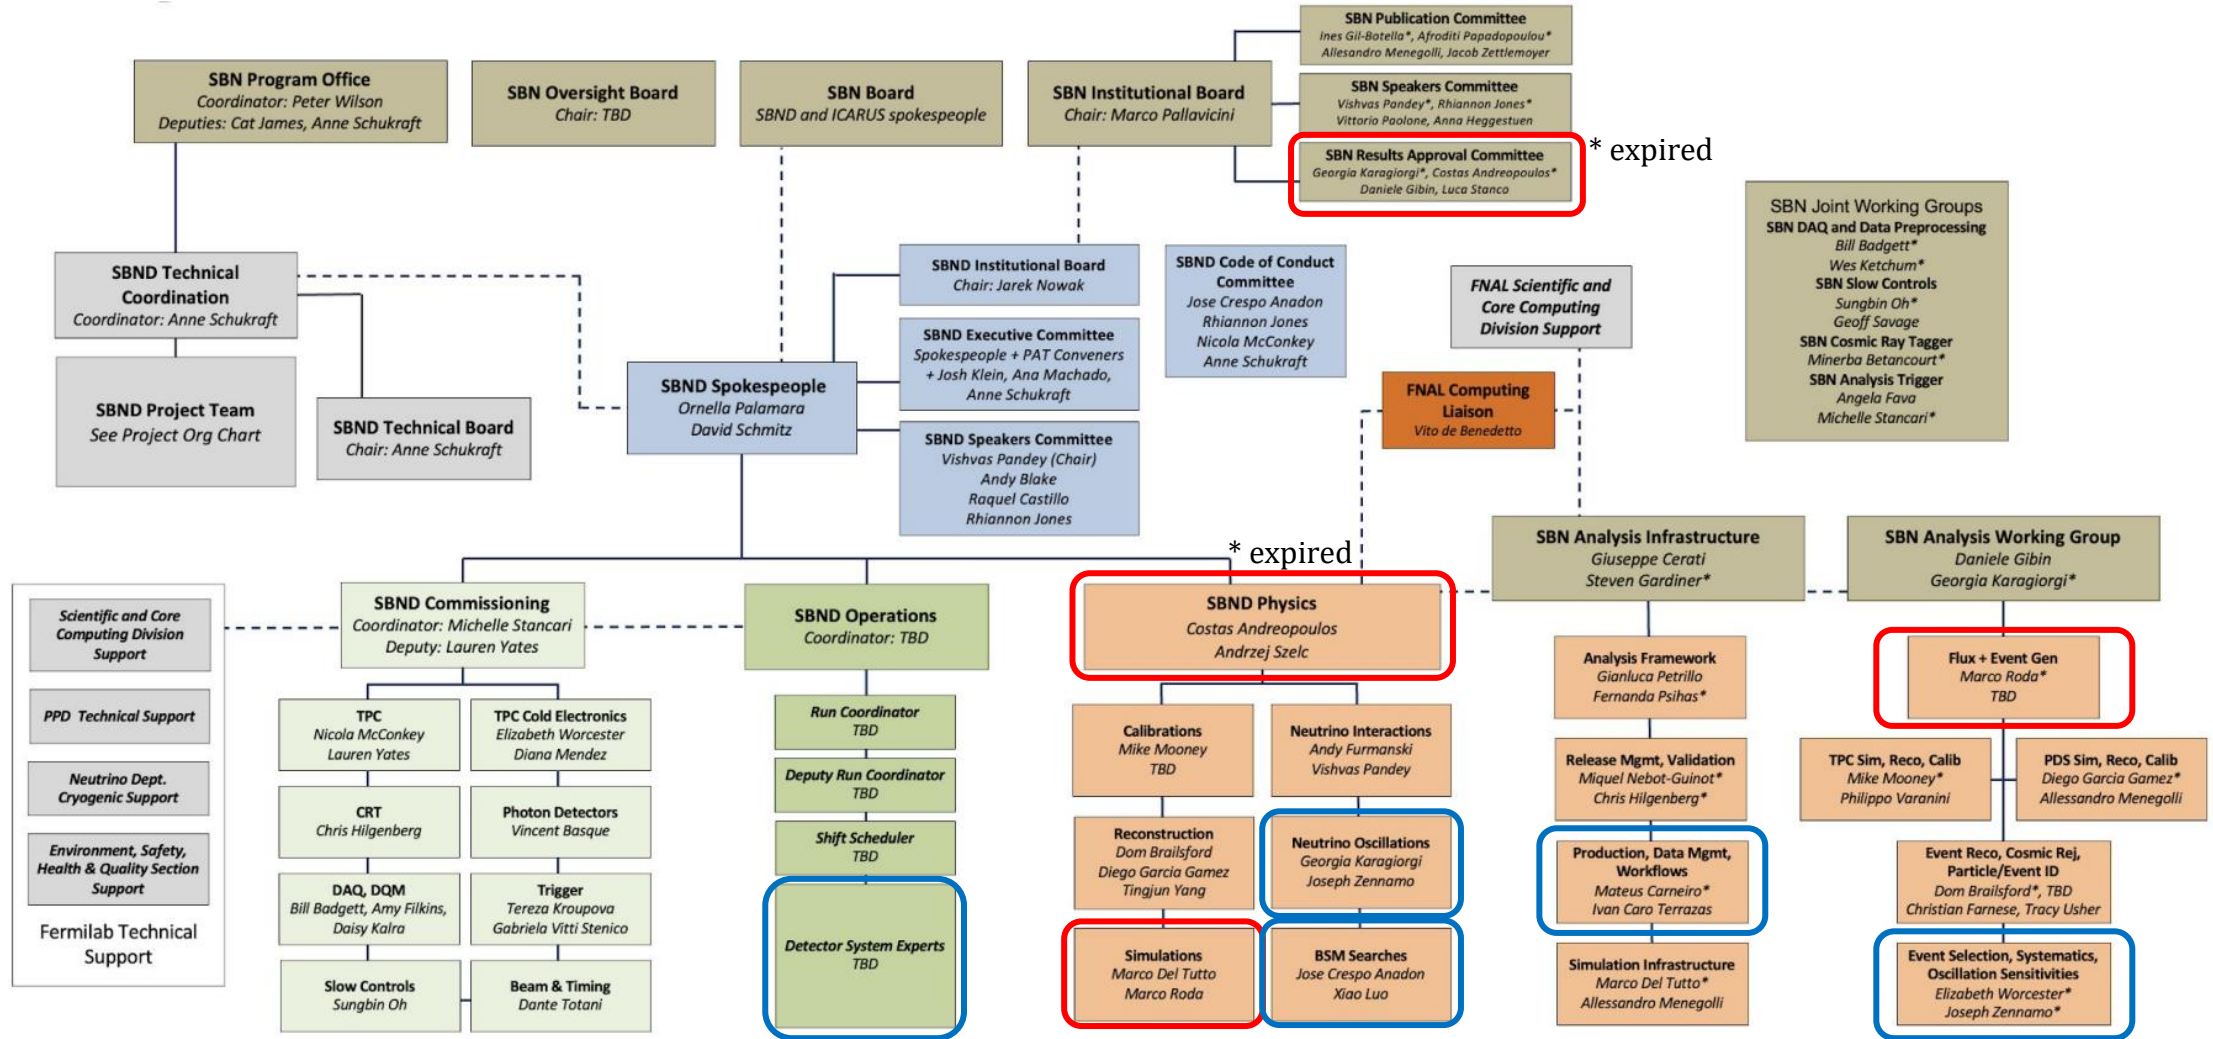 SBN Publication Committee
Ines Gil-Botella*, Afroditi Papadopoulou*
Allesandro Menegolli, Jacob Zettlemoyer
SBN Program Office
Coordinator: Peter Wilson
Deputies: Cat James, Anne Schukraft
SBN Oversight Board
Chair: TBD
SBN Board
SBND and ICARUS spokespeople
SBN Institutional Board
Chair: Marco Pallavicini
SBN Speakers Committee
Vishvas Pandey*, Rhiannon Jones*
Vittorio Paolone, Anna Heggestuen
SBN Results Approval Committee
Georgia Karagiorgi*, Costas Andreopoulos*
Daniele Gibin, Luca Stanco
* expired
SBN Joint Working Groups
SBN DAQ and Data Preprocessing
Bill Badgett*
Wes Ketchum*
SBN Slow Controls
Sungbin Oh*
Geoff Savage
SBN Cosmic Ray Tagger
Minerba Betancourt*
SBN Analysis Trigger
Angela Fava
Michelle Stancari*
SBND Technical
Coordination
Coordinator: Anne Schukraft
SBND Project Team
See Project Org Chart
SBND Technical Board
Chair: Anne Schukraft
SBND Spokespeople
Ornella Palamara
David Schmitz
SBND Institutional Board
Chair: Jarek Nowak
SBND Executive Committee
Spokespeople + PAT Conveners
+ Josh Klein, Ana Machado,
Anne Schukraft
SBND Speakers Committee
Vishvas Pandey (Chair)
Andy Blake
Raquel Castillo
Rhiannon Jones
SBND Code of Conduct
Committee
Jose Crespo Anadon
Rhiannon Jones
Nicola McConkey
Anne Schukraft
FNAL Scientific and
Core Computing
Division Support
FNAL Computing
Liaison
Vito de Benedetto
Scientific and Core
Computing Division
Support
PPD Technical Support
Neutrino Dept.
Cryogenic Support
Environment, Safety,
Health & Quality Section
Support
Fermilab Technical
Support
SBND Commissioning
Coordinator: Michelle Stancari
Deputy: Lauren Yates
TPC
Nicola McConkey
Lauren Yates
TPC Cold Electronics
Elizabeth Worcester
Diana Mendez
CRT
Chris Hilgenberg
Photon Detectors
Vincent Basque
DAQ, DQM
Bill Badgett, Amy Filkins,
Daisy Kalra
Trigger
Tereza Kroupova
Gabriela Vitti Stenico
Slow Controls
Sungbin Oh
Beam & Timing
Dante Totani
SBND Operations
Coordinator: TBD
Run Coordinator
TBD
Deputy Run Coordinator
TBD
Shift Scheduler
TBD
Detector System Experts
TBD
* expired
SBND Physics
Costas Andreopoulos
Andrzej Szelc
Calibrations
Mike Mooney
TBD
Neutrino Interactions
Andy Furmanski
Vishvas Pandey
Reconstruction
Dom Brailsford
Diego Garcia Gamez
Tingjun Yang
Neutrino Oscillations
Georgia Karagiorgi
Joseph Zennamo
Simulations
Marco Del Tutto
Marco Roda
BSM Searches
Jose Crespo Anadon
Xiao Luo
SBN Analysis Infrastructure
Giuseppe Cerati
Steven Gardiner*
Analysis Framework
Gianluca Petrillo
Fernanda Psihas*
Release Mgmt, Validation
Miquel Nebot-Guinot*
Chris Hilgenberg*
Production, Data Mgmt,
Workflows
Mateus Carneiro*
Ivan Caro Terrazas
Simulation Infrastructure
Marco Del Tutto*
Allessandro Menegolli
SBN Analysis Working Group
Daniele Gibin
Georgia Karagiorgi*
Flux + Event Gen
Marco Roda*
TBD
TPC Sim, Reco, Calib
Mike Mooney*
Philippo Varanini
PDS Sim, Reco, Calib
Diego Garcia Gamez*
Allessandro Menegolli
Event Reco, Cosmic Rej,
Particle/Event ID
Dom Brailsford*, TBD
Christian Farnese, Tracy Usher
Event Selection, Systematics,
Oscillation Sensitivities
Elizabeth Worcester*
Joseph Zennamo*